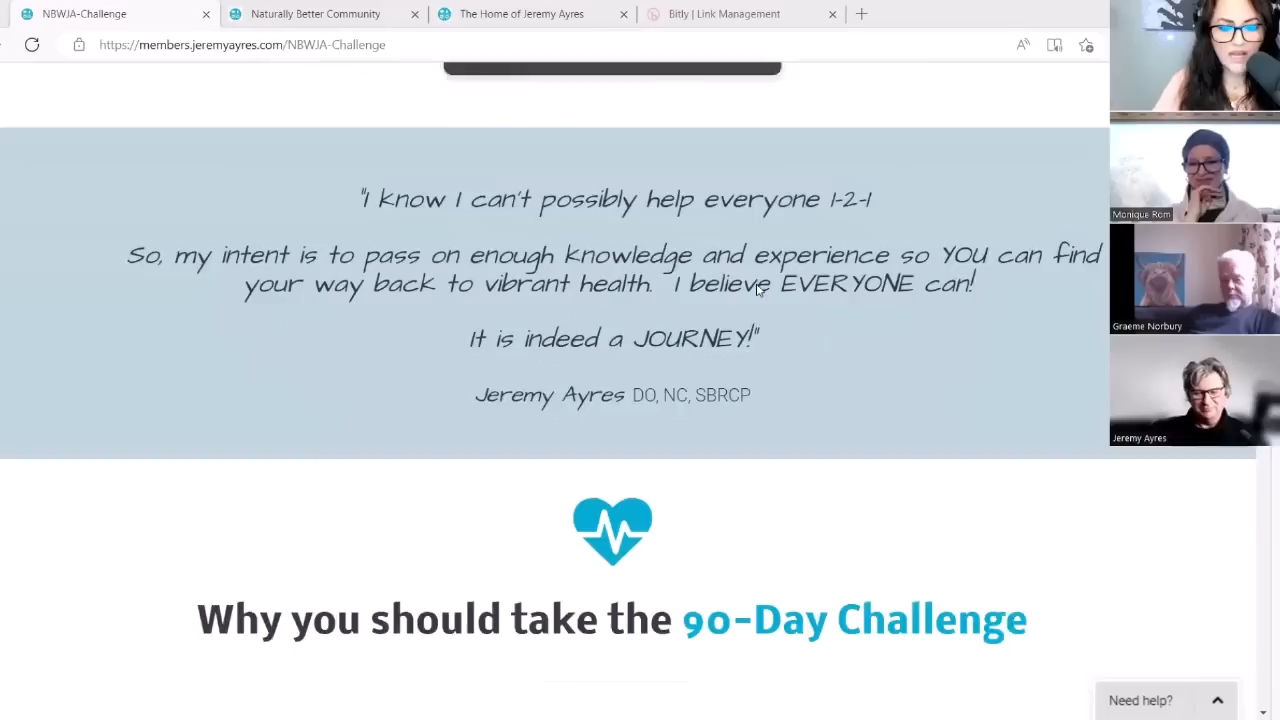 NBWJA-Challenge
Naturally Better Community
The Home of Jeremy Ayres
Bitly | Link Management
https://members.jeremyayres.com/NBWJA-Challenge
"I know I can't possibly help everyone 1-2-1
So, my intent is to pass on enough knowledge and experience so YOU can find
your way back to vibrant health. I believe EVERYONE can!
It is indeed a JOURNEY!"
Jeremy Ayres DO, NC, SBRCP
Why you should take the 90-Day Challenge
Need help?
Monique Rom
Graeme Norbury
Jeremy Ayres